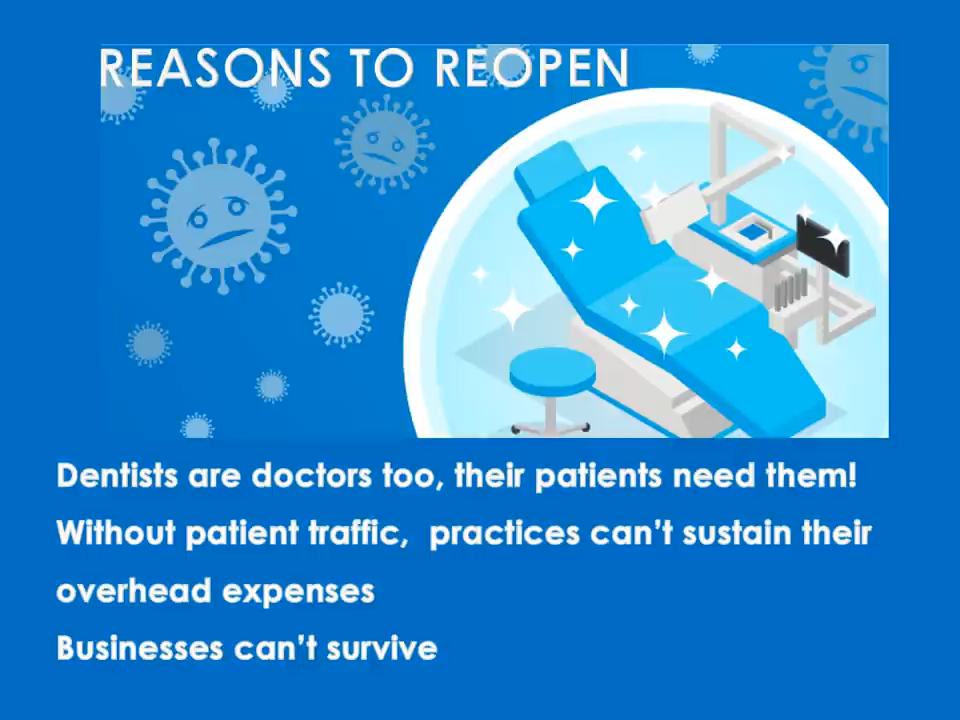 REASONS TO REOPEN
Dentists are doctors too, their patients need them!
Without patient traffic,  practices can’t sustain their
overhead expenses
Businesses can’t survive